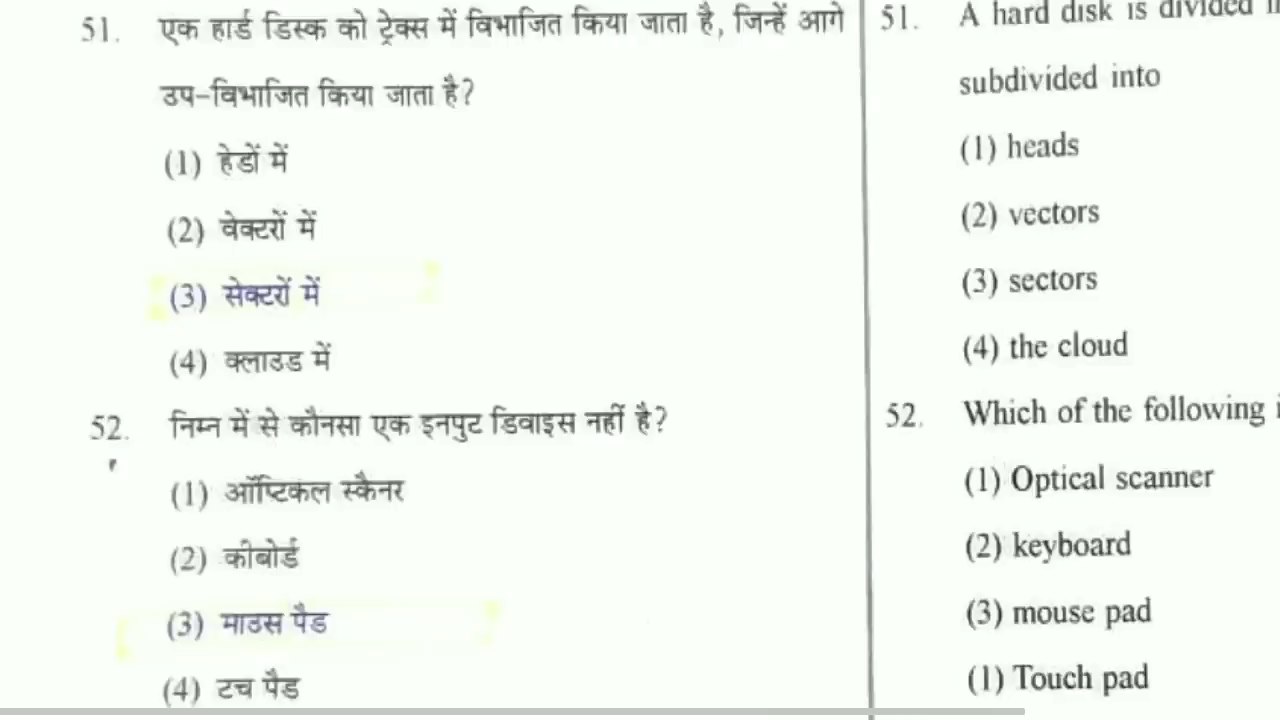 51. एक हार्ड डिस्क को ट्रेक्स में विभाजित किया जाता है, जिन्हें आगे
उप-विभाजित किया जाता है?
(1) हेडों में
(2) वेक्टरों में
(3) सेक्टरों में
(4) क्लाउड में
52. निम्न में से कौनसा एक इनपुट डिवाइस नहीं है?
(1) ऑप्टिकल स्कैनर
(2) कीबोर्ड
(3) माउस पैड
(4) टच पैड
51. A hard disk is divided
subdivided into
(1) heads
(2) vectors
(3) sectors
(4) the cloud
52. Which of the following
(1) Optical scanner
(2) keyboard
(3) mouse pad
(1) Touch pad